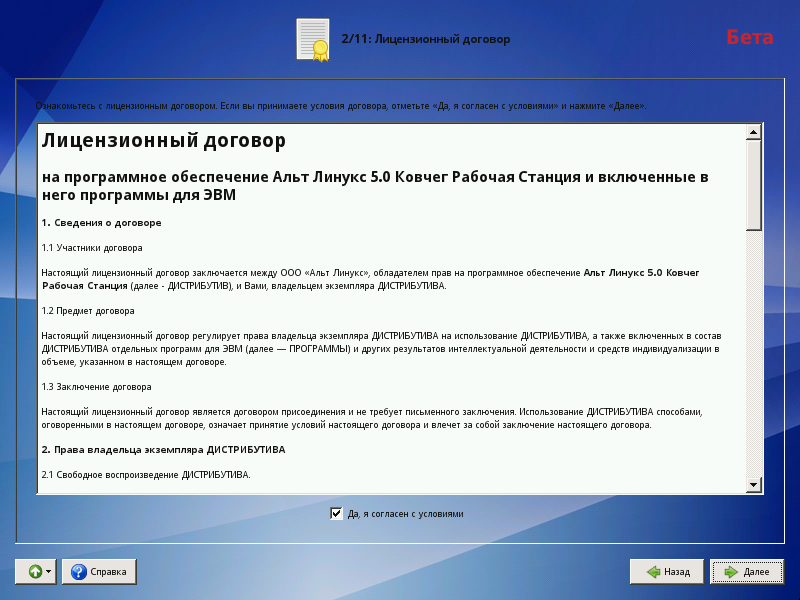 2/11: Лицензионный договор
Бета
Ознакомьтесь с лицензионным договором. Если вы принимаете условия договора, отметьте «Да, я согласен с условиями» и нажмите «Далее».
Лицензионный договор
на программное обеспечение Альт Линукс 5.0 Ковчег Рабочая Станция и включенные в
него программы для ЭВМ
1. Сведения о договоре
1.1 Участники договора
Настоящий лицензионный договор заключается между ООО «Альт Линукс», обладателем прав на программное обеспечение Альт Линукс 5.0 Ковчег
Рабочая Станция (далее - ДИСТРИБУТИВ), и Вами, владельцем экземпляра ДИСТРИБУТИВА.
1.2 Предмет договора
Настоящий лицензионный договор регулирует права владельца экземпляра ДИСТРИБУТИВА на использование ДИСТРИБУТИВА, а также включенных в состав
ДИСТРИБУТИВА отдельных программ для ЭВМ (далее — ПРОГРАММЫ) и других результатов интеллектуальной деятельности и средств индивидуализации в
объеме, указанном в настоящем договоре.
1.3 Заключение договора
Настоящий лицензионный договор является договором присоединения и не требует письменного заключения. Использование ДИСТРИБУТИВА способами,
оговоренными в настоящем договоре, означает принятие условий настоящего договора и влечет за собой заключение настоящего договора.
2. Права владельца экземпляра ДИСТРИБУТИВА
2.1 Свободное воспроизведение ДИСТРИБУТИВА.
Да, я согласен с условиями
Справка
Назад
Далее